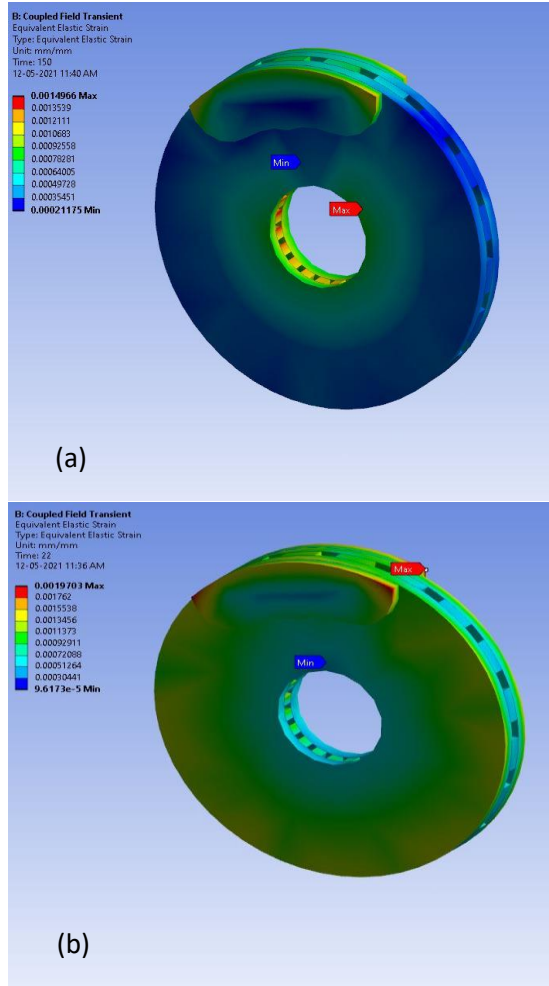 B: Coupled Field Transient
Equivalent Elastic Strain
Type: Equivalent Elastic Strain
Unit: mm/mm
Time: 150
12-05-2021 11:40 AM
0.0014966 Max
0.0013539
0.0012111
0.0010683
0.00092558
0.00078281
0.00064005
0.00049728
0.00035451
0.00021175 Min
Min
Max
(a)
B: Coupled Field Transient
Equivalent Elastic Strain
Type: Equivalent Elastic Strain
Unit: mm/mm
Time: 22
12-05-2021 11:36 AM
0.0019703 Max
0.001762
0.0015538
0.0013456
0.0011373
0.00092911
0.00072088
0.00051264
0.00030441
9.6173e-5 Min
Max
Min
(b)